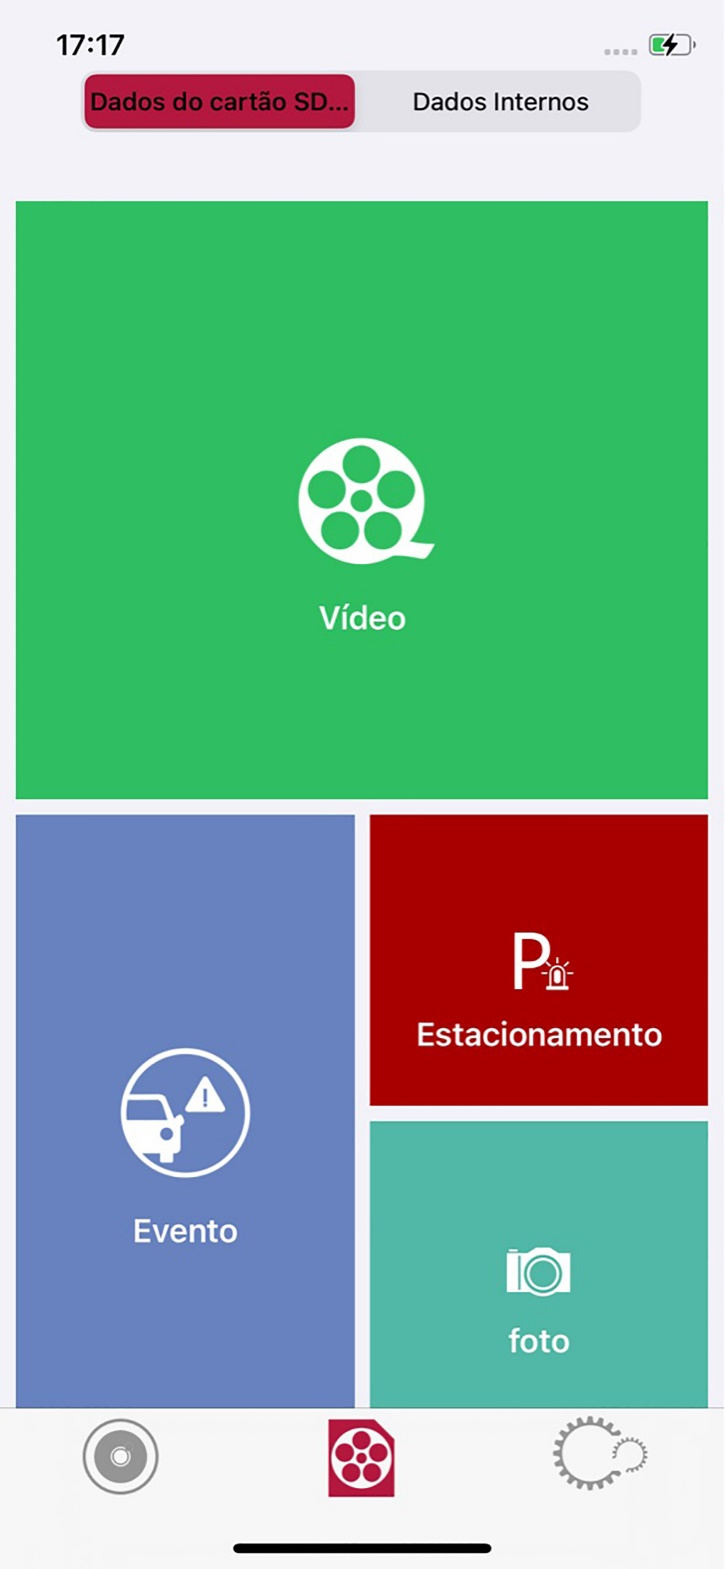 17:17
Dados do cartão SD...
Dados Internos
Vídeo
Evento
P
Estacionamento
foto